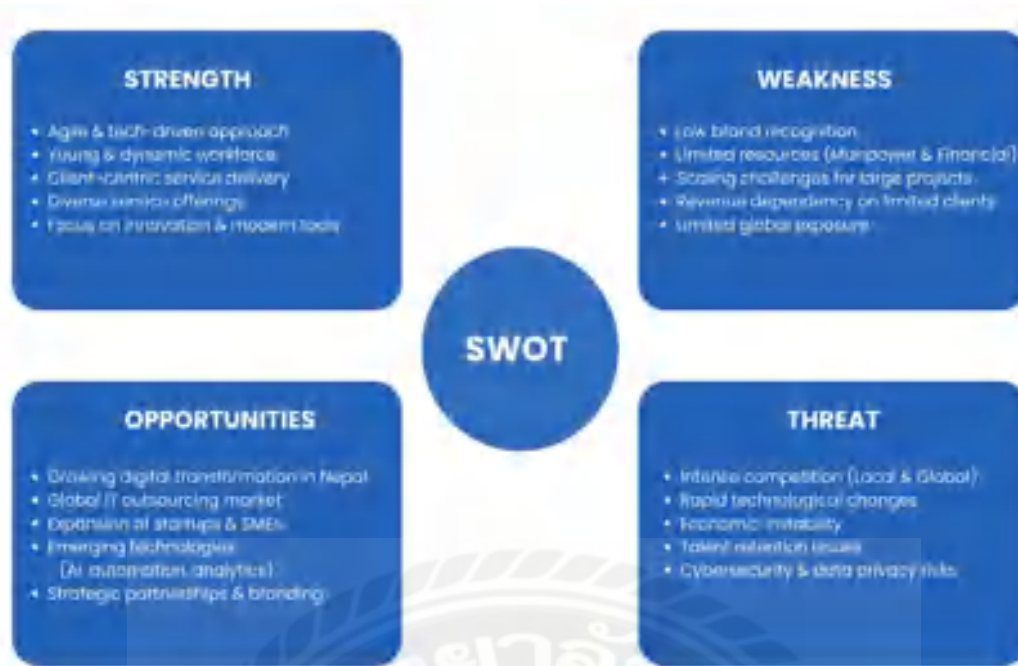 STRENGTH
• Agile & tech-driven approach
• Young & dynamic workforce
• Client-centric service delivery
• Diverse service offerings
• Focus on innovation & modern tools
WEAKNESS
• Low brand recognition
• Limited resources (Manpower & Financial)
• Scaling challenges for large projects
• Revenue dependency on limited clients
• Limited global exposure
SWOT
OPPORTUNITIES
• Growing digital transformation in Nepal
• Global IT outsourcing market
• Expansion of startups & SMEs
• Emerging technologies
(AI, automation, analytics)
• Strategic partnerships & branding
THREAT
• Intense competition (Local & Global)
• Rapid technological changes
• Economic instability
• Talent retention issues
• Cybersecurity & data privacy risks